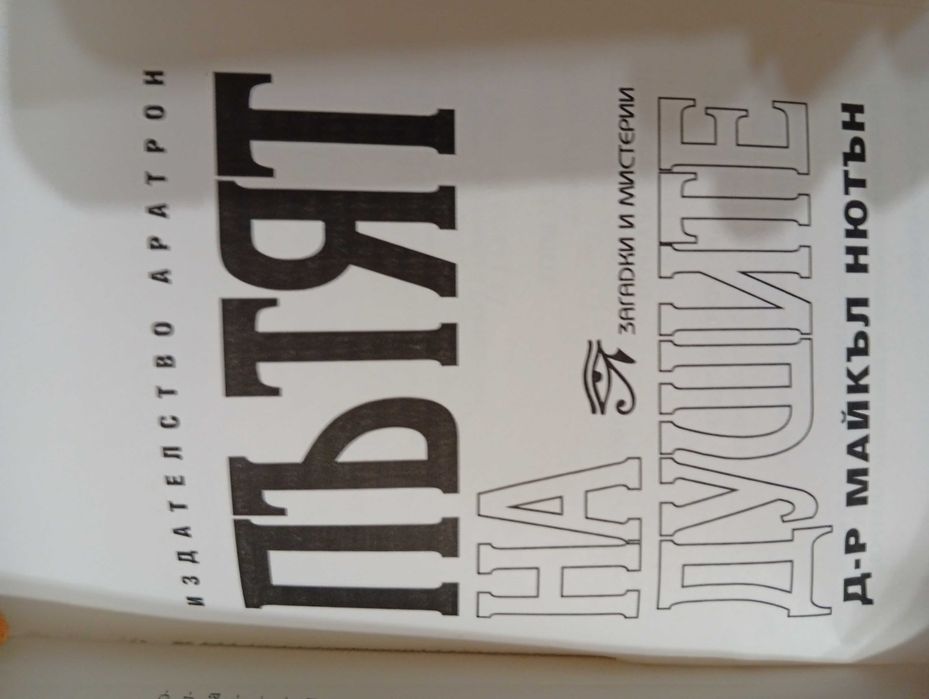 ИЗДАТЕЛСТВО АРАТРОН
ПЪТЯТ
НА
ЗАГАДКИ И МИСТЕРИИ
ДУШИТЕ
Д-Р МАЙКЪЛ НЮТЪН